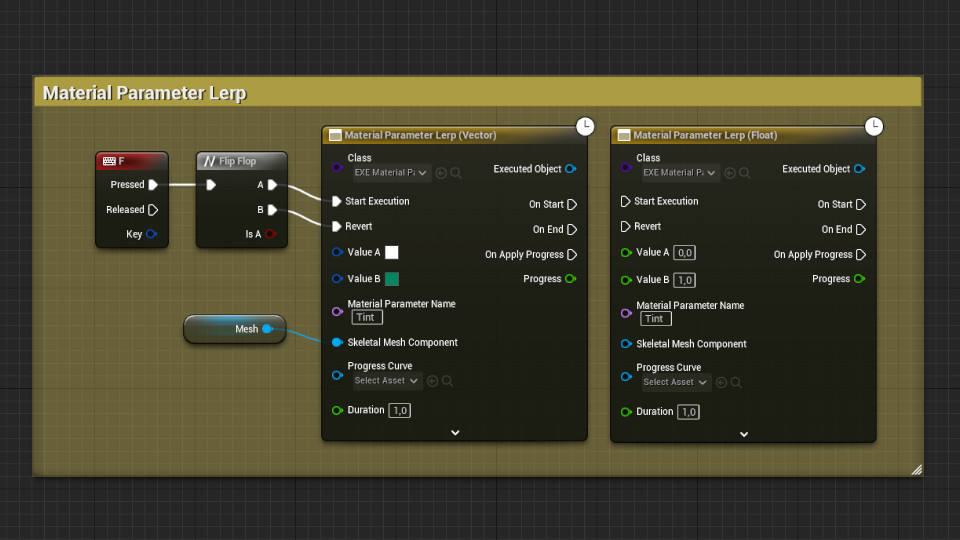 Material Parameter Lerp
F
Pressed
Released
Key
Flip Flop
A
B
Is A
Mesh
Material Parameter Lerp (Vector)
Class
EXE Material Pa
Executed Object
Start Execution
On Start
Revert
On End
Value A
On Apply Progress
Value B
Progress
Material Parameter Name
Tint
Skeletal Mesh Component
Progress Curve
Select Asset
Duration 1,0
Material Parameter Lerp (Float)
Class
EXE Material Pa
Executed Object
Start Execution
On Start
Revert
On End
Value A 0,0
On Apply Progress
Value B 1,0
Progress
Material Parameter Name
Tint
Skeletal Mesh Component
Progress Curve
Select Asset
Duration 1,0